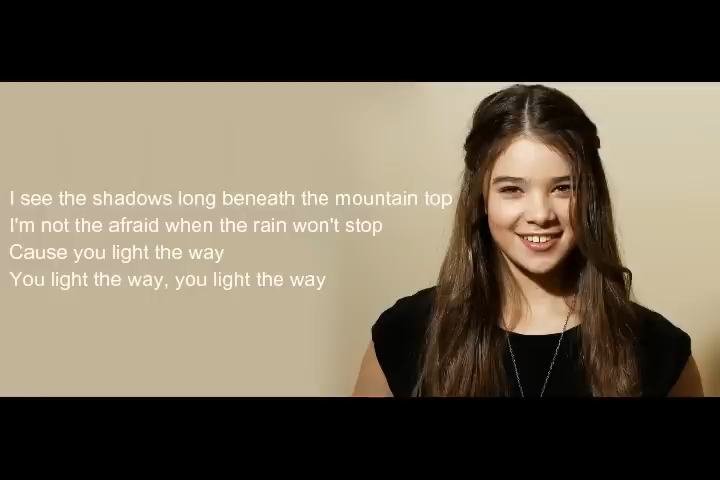 I see the shadows long beneath the mountain top
I'm not the afraid when the rain won't stop
Cause you light the way
You light the way, you light the way